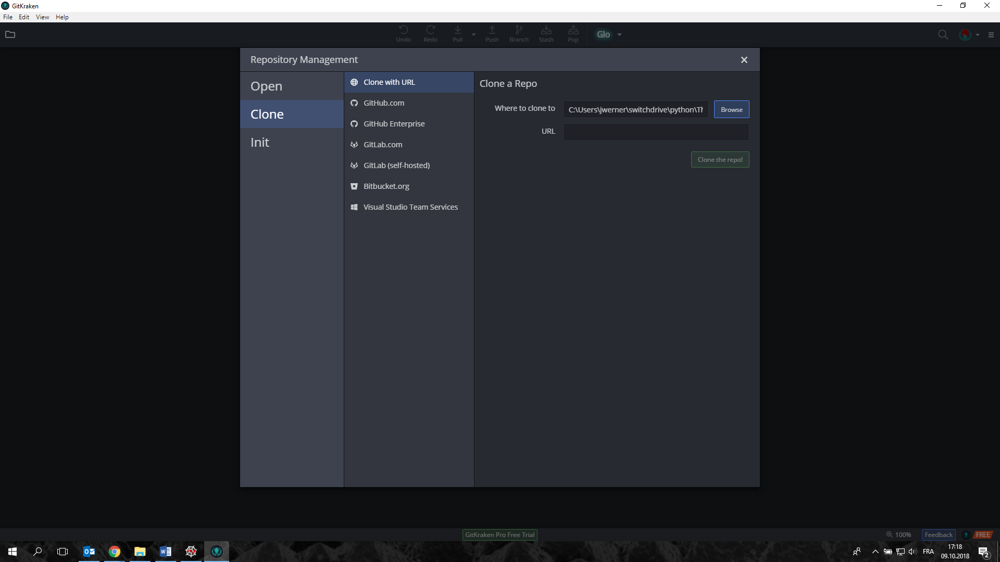 GitKraken
File Edit View Help
Undo Redo Pull Push Branch Stash Pop Glo
Repository Management
Open
Clone
Init
Clone with URL
GitHub.com
GitHub Enterprise
GitLab.com
GitLab (self-hosted)
Bitbucket.org
Visual Studio Team Services
Clone a Repo
Where to clone to C:\Users\jwerner\switchdrive\python\Th Browse
URL
Clone the repo!
GitKraken Pro Free Trial 100% Feedback FREE
FRA 17:18
09.10.2018 2